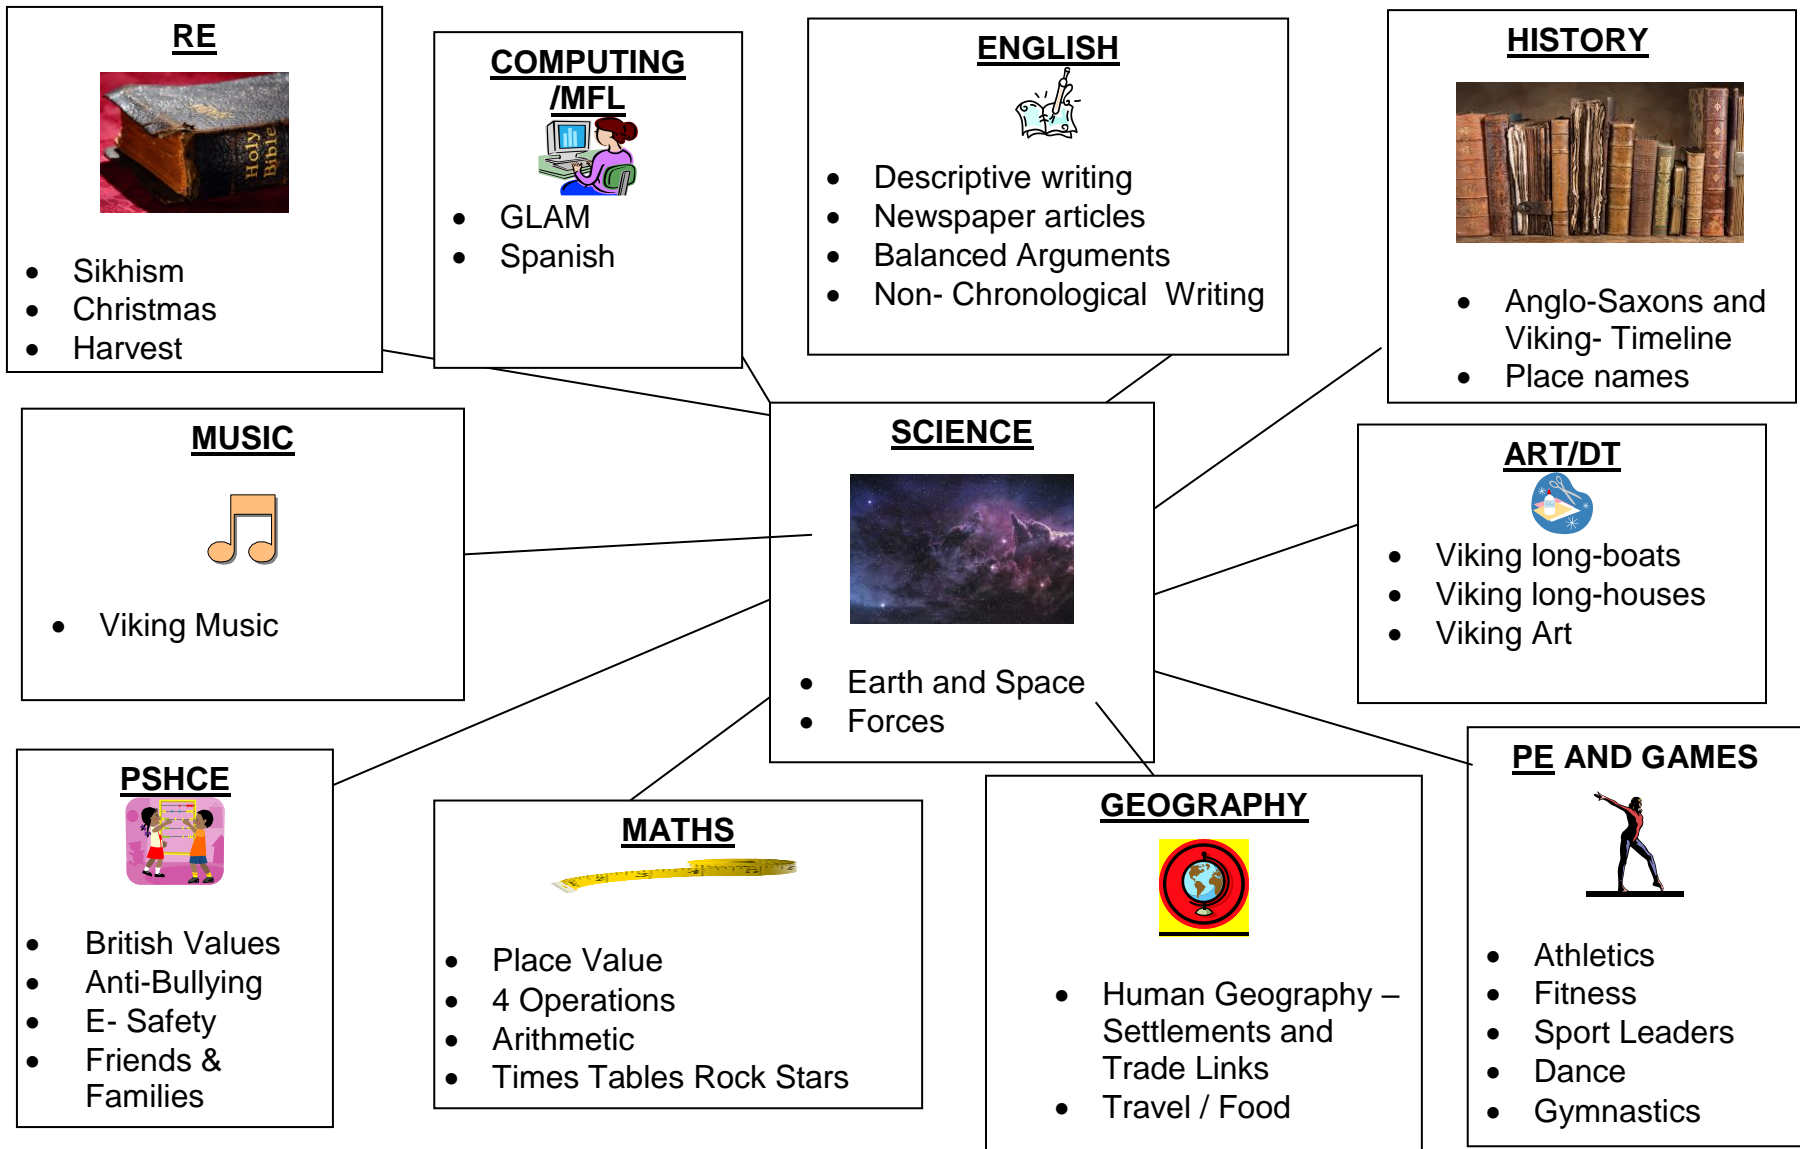 RE
Holy
Bible
• Sikhism
• Christmas
• Harvest
COMPUTING
/MFL
• GLAM
• Spanish
ENGLISH
• Descriptive writing
• Newspaper articles
• Balanced Arguments
• Non- Chronological  Writing
HISTORY
• Anglo-Saxons and
Viking- Timeline
• Place names
MUSIC
• Viking Music
SCIENCE
• Earth and Space
• Forces
ART/DT
• Viking long-boats
• Viking long-houses
• Viking Art
PSHCE
• British Values
• Anti-Bullying
• E- Safety
• Friends &
Families
MATHS
• Place Value
• 4 Operations
• Arithmetic
• Times Tables Rock Stars
GEOGRAPHY
• Human Geography –
Settlements and
Trade Links
• Travel / Food
PE AND GAMES
• Athletics
• Fitness
• Sport Leaders
• Dance
• Gymnastics